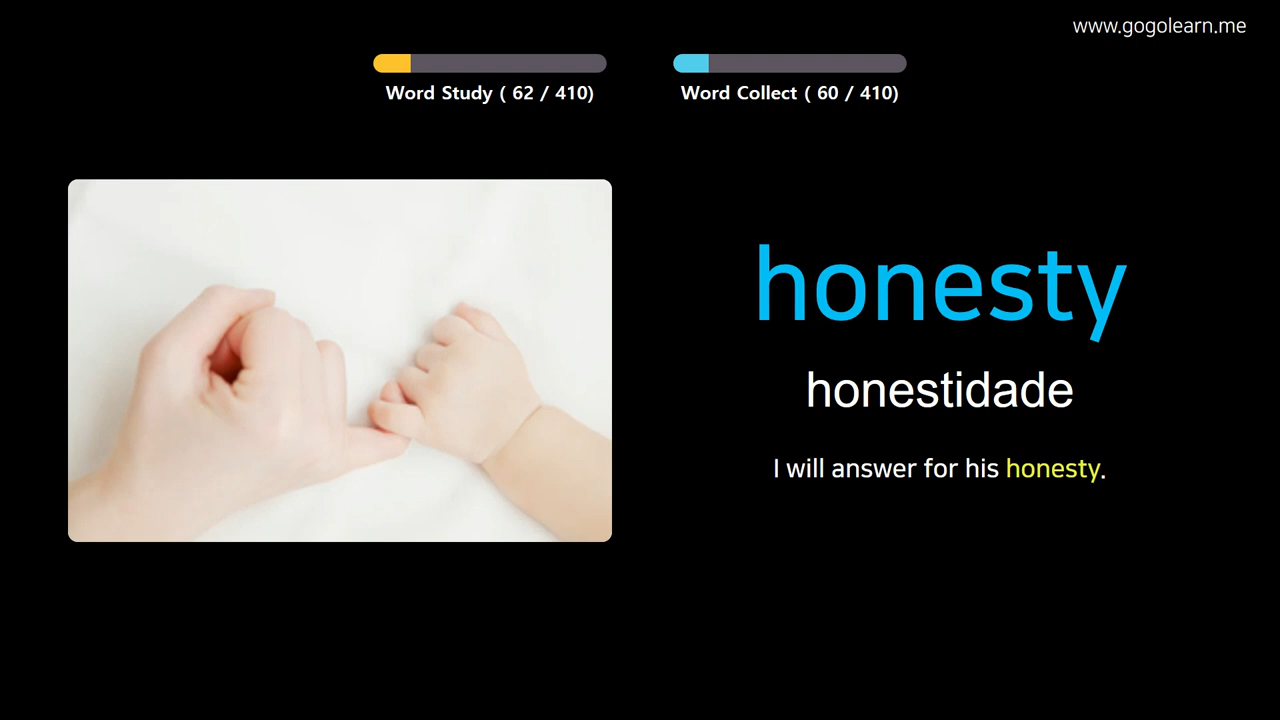 www.gogolearn.me
Word Study ( 62 / 410)
Word Collect ( 60 / 410)
honesty
honestidade
I will answer for his honesty.